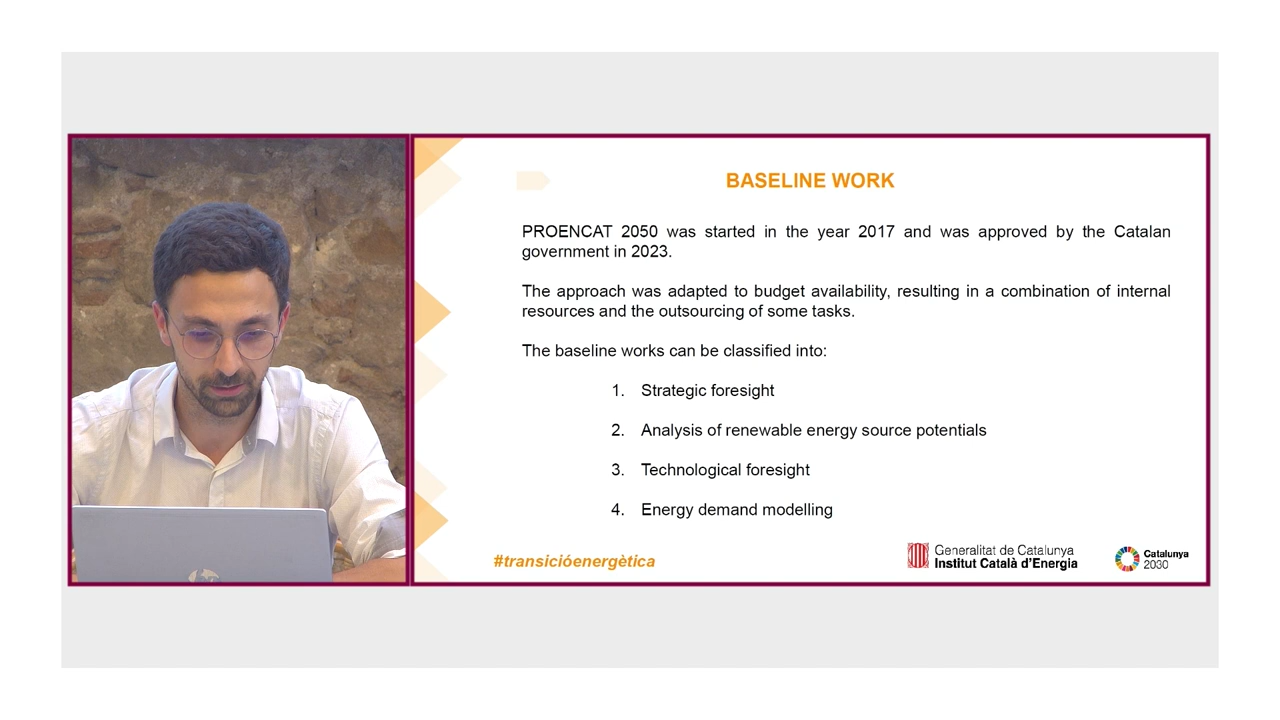 BASELINE WORK
PROENCAT 2050 was started in the year 2017 and was approved by the Catalan
government in 2023.
The approach was adapted to budget availability, resulting in a combination of internal
resources and the outsourcing of some tasks.
The baseline works can be classified into:
1. Strategic foresight
2. Analysis of renewable energy source potentials
3. Technological foresight
4. Energy demand modelling
#transicióenergètica
Generalitat de Catalunya
Institut Català d'Energia
Catalunya
2030